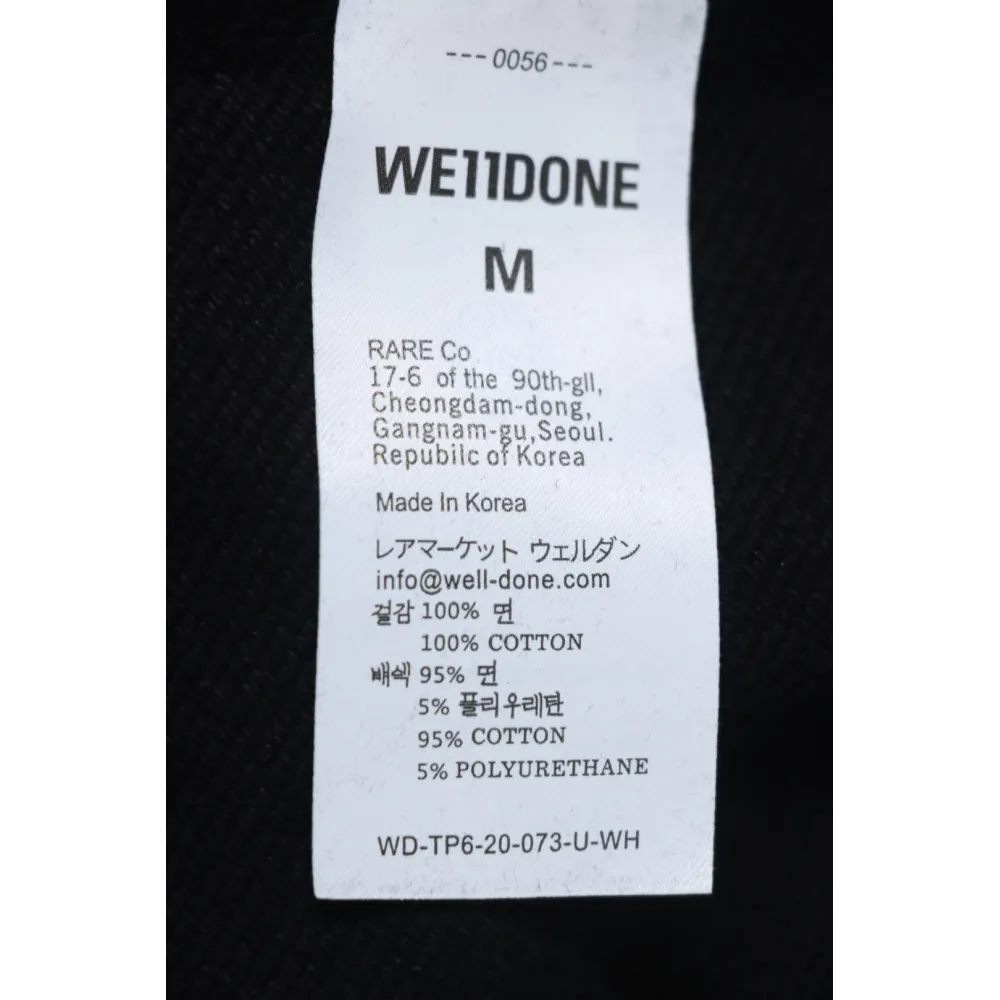 ---0056---
WE11DONE
M
RARE Co
17-6 of the 90th-gll,
Cheongdam-dong,
Gangnam-gu,Seoul.
Repubilc of Korea
Made In Korea
レアマーケット ウェルダン
info@well-done.com
겉감 100% 면
100% COTTON
배색 95% 면
5% 폴리우레탄
95% COTTON
5% POLYURETHANE
WD-TP6-20-073-U-WH